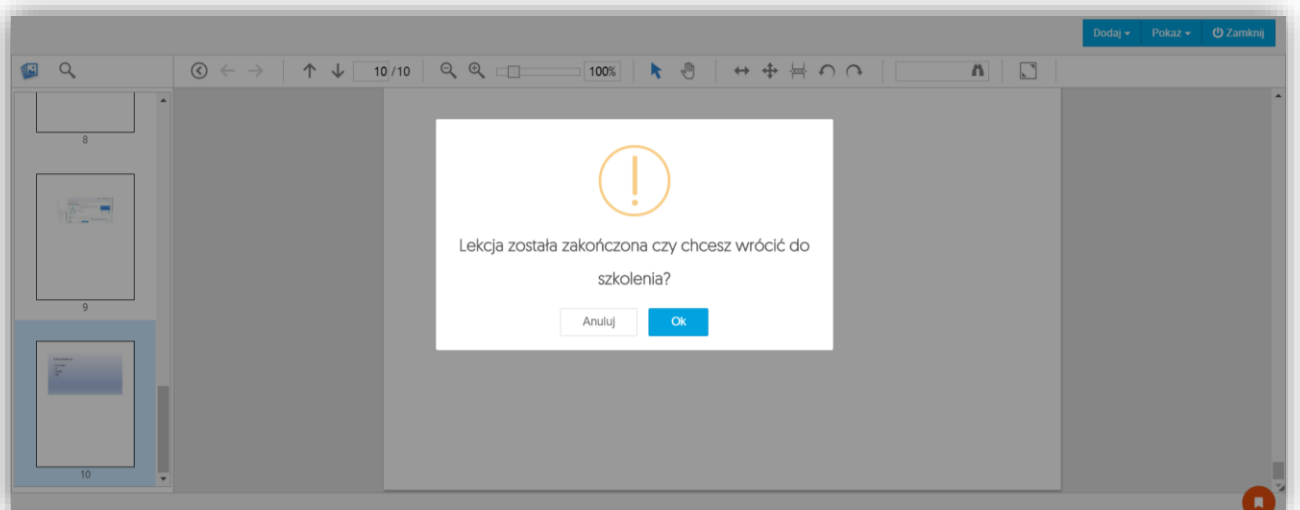 Dodaj Pokaż Zamknij
10 /10 100%
8
9
10
Lekcja została zakończona czy chcesz wrócić do
szkolenia?
Anuluj Ok